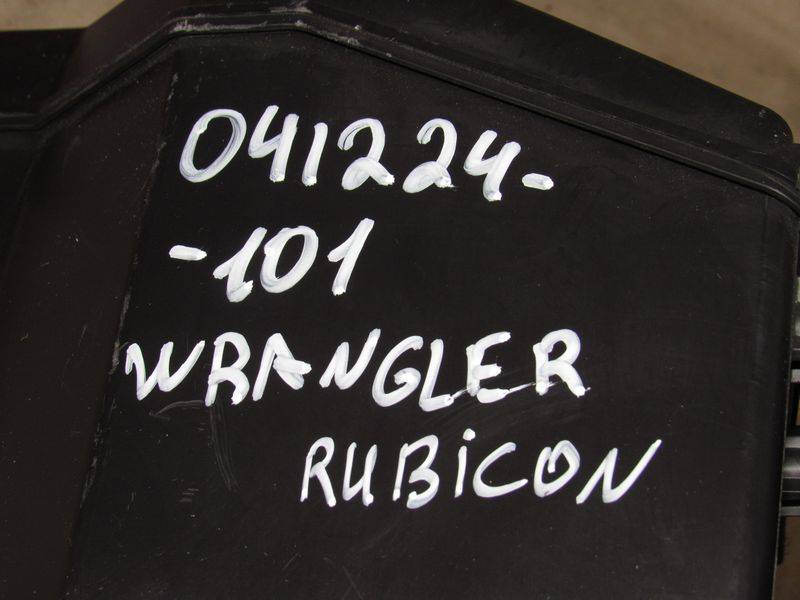 041224-
-101
WRANGLER
RUBiCON